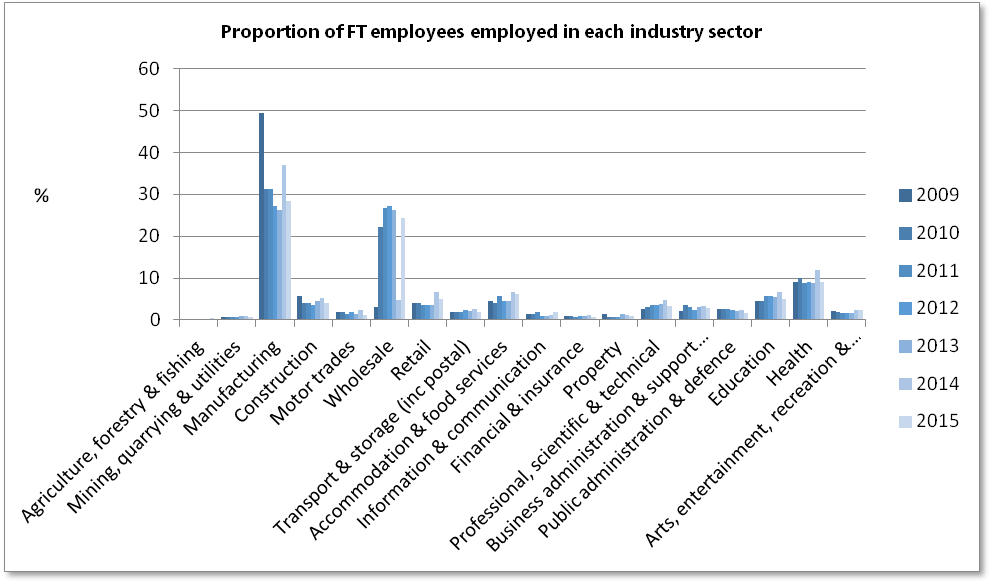 Proportion of FT employees employed in each industry sector
60
50
40
30
20
10
0
%
2009
2010
2011
2012
2013
2014
2015
Agriculture, forestry & fishing
Mining, quarrying & utilities
Manufacturing
Construction
Motor trades
Wholesale
Retail
Transport & storage (inc postal)
Accommodation & food services
Information & communication
Financial & insurance
Property
Professional, scientific & technical
Business administration & support...
Public administration & defence
Education
Health
Arts, entertainment, recreation &...